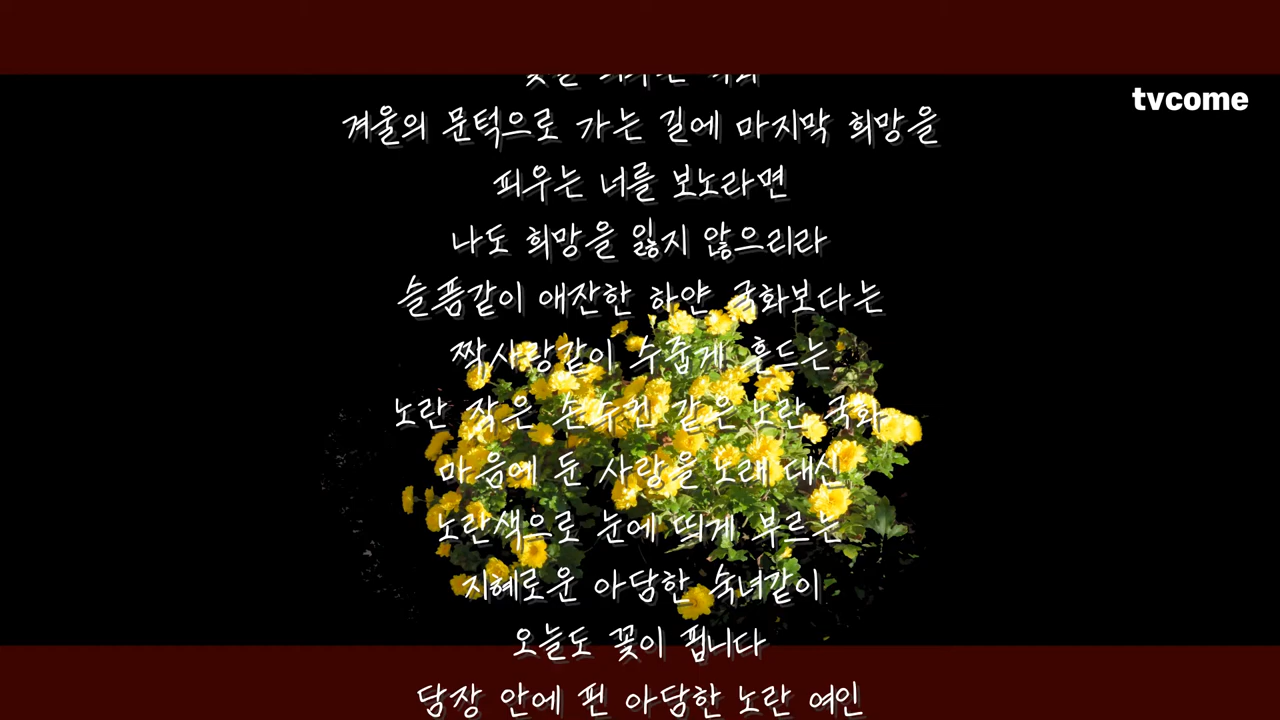 tvcome
겨울의 문턱으로 가는 길에 마지막 희망을
피우는 너를 보노라면
나도 희망을 잃지 않으리라
슬픔같이 애잔한 하얀 국화보다는
짝사랑같이 수줍게 흔드는
노란 작은 손수건 같은 노란 국화
마음에 둔 사랑을 노래 대신
노란색으로 눈에 띄게 부르는
지혜로운 아담한 숙녀같이
오늘도 꽃이 핍니다
담장 안에 핀 아담한 노란 여인